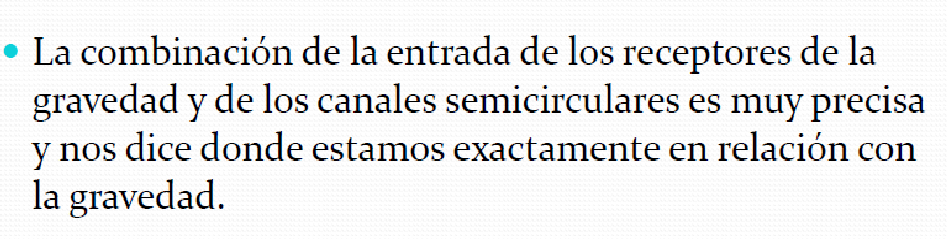 • La combinación de la entrada de los receptores de la
gravedad y de los canales semicirculares es muy precisa
y nos dice donde estamos exactamente en relación con
la gravedad.